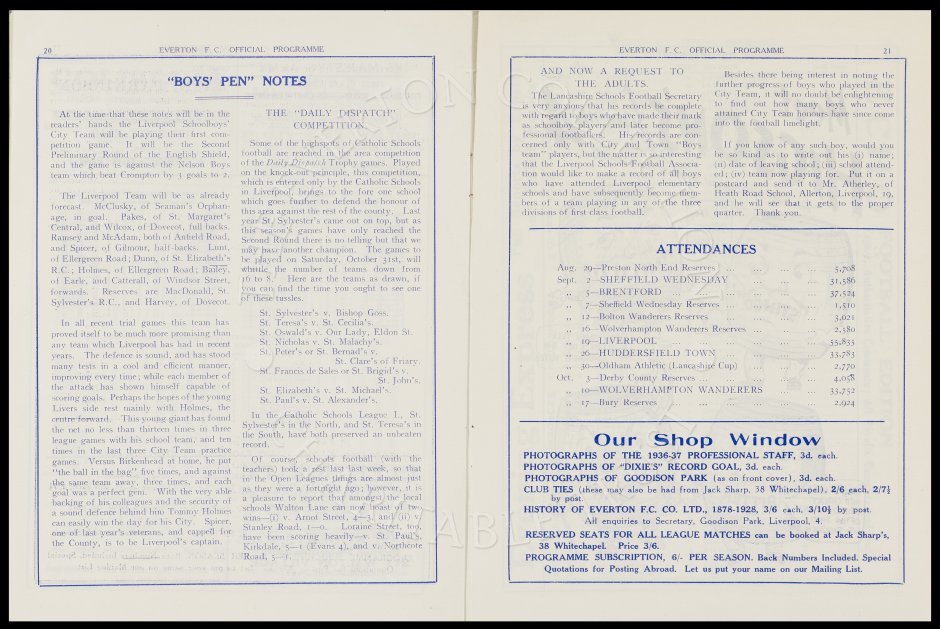 20
EVERTON F.C. OFFICIAL PROGRAMME
"BOYS' PEN" NOTES
At the time that these notes will be in the
readers' hands the Liverpool Schoolboys'
City Team will be playing their first com-
petition game. It will be the Second
Preliminary Round of the English Shield,
and the game is against the Nelson Boys
team which beat Crompton by 3 goals to 2.
The Liverpool Team will be as already
forecast. McClusky, of Seaman's Orphan-
age, in goal. Pakes, of St. Margaret's
Central, and Wilcox, of Dovecot, full backs.
Ramsey and McAdam, both of Anfield Road,
and Spicer, of Gilmour, half-backs. Lunt,
of Ellergreen Road; Dunn, of St. Elizabeth's
R.C.; Holmes, of Ellergreen Road; Bailey,
of Earle, and Catterall, of Windsor Street,
forwards. Reserves are MacDonald, St.
Sylvester's R.C., and Harvey, of Dovecot.
In all recent trial games this team has
proved itself to be much more promising than
any team which Liverpool has had in recent
years. The defence is sound, and has stood
many tests in a cool and efficient manner,
improving every time; while each member of
the attack has shown himself capable of
scoring goals. Perhaps the hopes of the young
Livers side rest mainly with Holmes, the
centre forward. This young giant has found
the net no less than thirteen times in three
league games with his school team, and ten
times in the last three City Team practice
games. Versus Birkenhead at home, he put
"the ball in the bag" five times, and against
the same team away, three times, and each
goal was a perfect gem. With the very able
backing of his colleagues and the security of
a sound defence behind him Tommy Holmes
can easily win the day for his City. Spicer,
one of last year's veterans, and capped for
the County, is to be Liverpool's captain.
THE "DAILY DISPATCH"
COMPETITION.
Some of the highspots of Catholic Schools
football are reached in the area competition
of the Daily Dispatch Trophy games. Played
on the knock-out principle, this competition,
which is entered only by the Catholic Schools
in Liverpool, brings to the fore one school
which goes further to defend the honour of
this area against the rest of the county. Last
year St. Sylvester's came out on top, but as
this season's games have only reached the
Second Round there is no telling but that we
may have another champion. The games to
be played on Saturday, October 31st, will
whittle the number of teams down from
16 to 8. Here are the teams as drawn, if
you can find the time you ought to see one
of these tussles.
St. Sylvester's v. Bishop Goss.
St. Teresa's v. St. Cecilia's.
St. Oswald's v. Our Lady, Eldon St.
St. Nicholas v. St. Malachy's.
St. Peter's or St. Bernad's v.
St. Clare's of Friary.
St. Francis de Sales or St. Brigid's v.
St. John's.
St. Elizabeth's v. St. Michael's.
St. Paul's v. St. Alexander's.
In the Catholic Schools League I., St.
Sylvester's in the North, and St. Teresa's in
the South, have both preserved an unbeaten
record.
Of course, schools football (with the
teachers) took a rest last week, so that
in the Open Leagues things are almost just
as they were a fortnight ago; however, it is
a pleasure to report that amongst the local
schools Walton Lane can now boast of two
wins—(i) v. Arnot Street, 4—3, and (ii) v.
Stanley Road, 1—0. Loraine Street, too,
have been scoring heavily—v. St. Paul's,
Kirkdale, 5—1 (Evans 4), and v. Northcote
Road, 5—1.
EVERTON F.C. OFFICIAL PROGRAMME
21
AND NOW A REQUEST TO
THE ADULTS.
The Lancashire Schools Football Secretary
is very anxious that his records be complete
with regard to boys who have made their mark
as schoolboy players and later become pro-
fessional footballers. His records are con-
cerned only with City and Town "Boys
team" players, but the matter is so interesting
that the Liverpool Schools Football Associa-
tion would like to make a record of all boys
who have attended Liverpool elementary
schools and have subsequently become mem-
bers of a team playing in any of the three
divisions of first class football.
Besides there being interest in noting the
further progress of boys who played in the
City Team, it will no doubt be enlightening
to find out how many boys who never
attained City Team honours have since come
into the football limelight.
If you know of any such boy, would you
be so kind as to write out his (i) name;
(ii) date of leaving school; (iii) school attend-
ed; (iv) team now playing for. Put it on a
postcard and send it to Mr. Atherley, of
Heath Road School, Allerton, Liverpool, 19,
and he will see that it gets to the proper
quarter. Thank you.
ATTENDANCES
Aug. 29—Preston North End Reserves ... ... ... ... 5,708
Sept. 2—SHEFFIELD WEDNESDAY ... ... ... 31,586
„ 5—BRENTFORD ... ... ... ... ... 37,524
„ 7—Sheffield Wednesday Reserves ... ... ... ... 1,510
„ 12—Bolton Wanderers Reserves ... ... ... ... 3,621
„ 16—Wolverhampton Wanderers Reserves ... ... ... 2,580
„ 19—LIVERPOOL ... ... ... ... ... 55,835
„ 26—HUDDERSFIELD TOWN ... ... ... ... 33,783
„ 30—Oldham Athletic (Lancashire Cup) ... ... ... 2,770
Oct. 3—Derby County Reserves ... ... ... ... ... 4,058
„ 10—WOLVERHAMPTON WANDERERS ... ... 33,752
„ 17—Bury Reserves ... ... ... ... ... ... 2,924
Our Shop Window
PHOTOGRAPHS OF THE 1936-37 PROFESSIONAL STAFF, 3d. each.
PHOTOGRAPHS OF "DIXIE'S" RECORD GOAL, 3d. each.
PHOTOGRAPHS OF GOODISON PARK (as on front cover), 3d. each.
CLUB TIES (these may also be had from Jack Sharp, 38 Whitechapel), 2/6 each, 2/7½
by post.
HISTORY OF EVERTON F.C. CO. LTD., 1878-1928, 3/6 each, 3/10½ by post.
All enquiries to Secretary, Goodison Park, Liverpool, 4.
RESERVED SEATS FOR ALL LEAGUE MATCHES can be booked at Jack Sharp's,
38 Whitechapel. Price 3/6.
PROGRAMME SUBSCRIPTION, 6/- PER SEASON. Back Numbers Included. Special
Quotations for Posting Abroad. Let us put your name on our Mailing List.